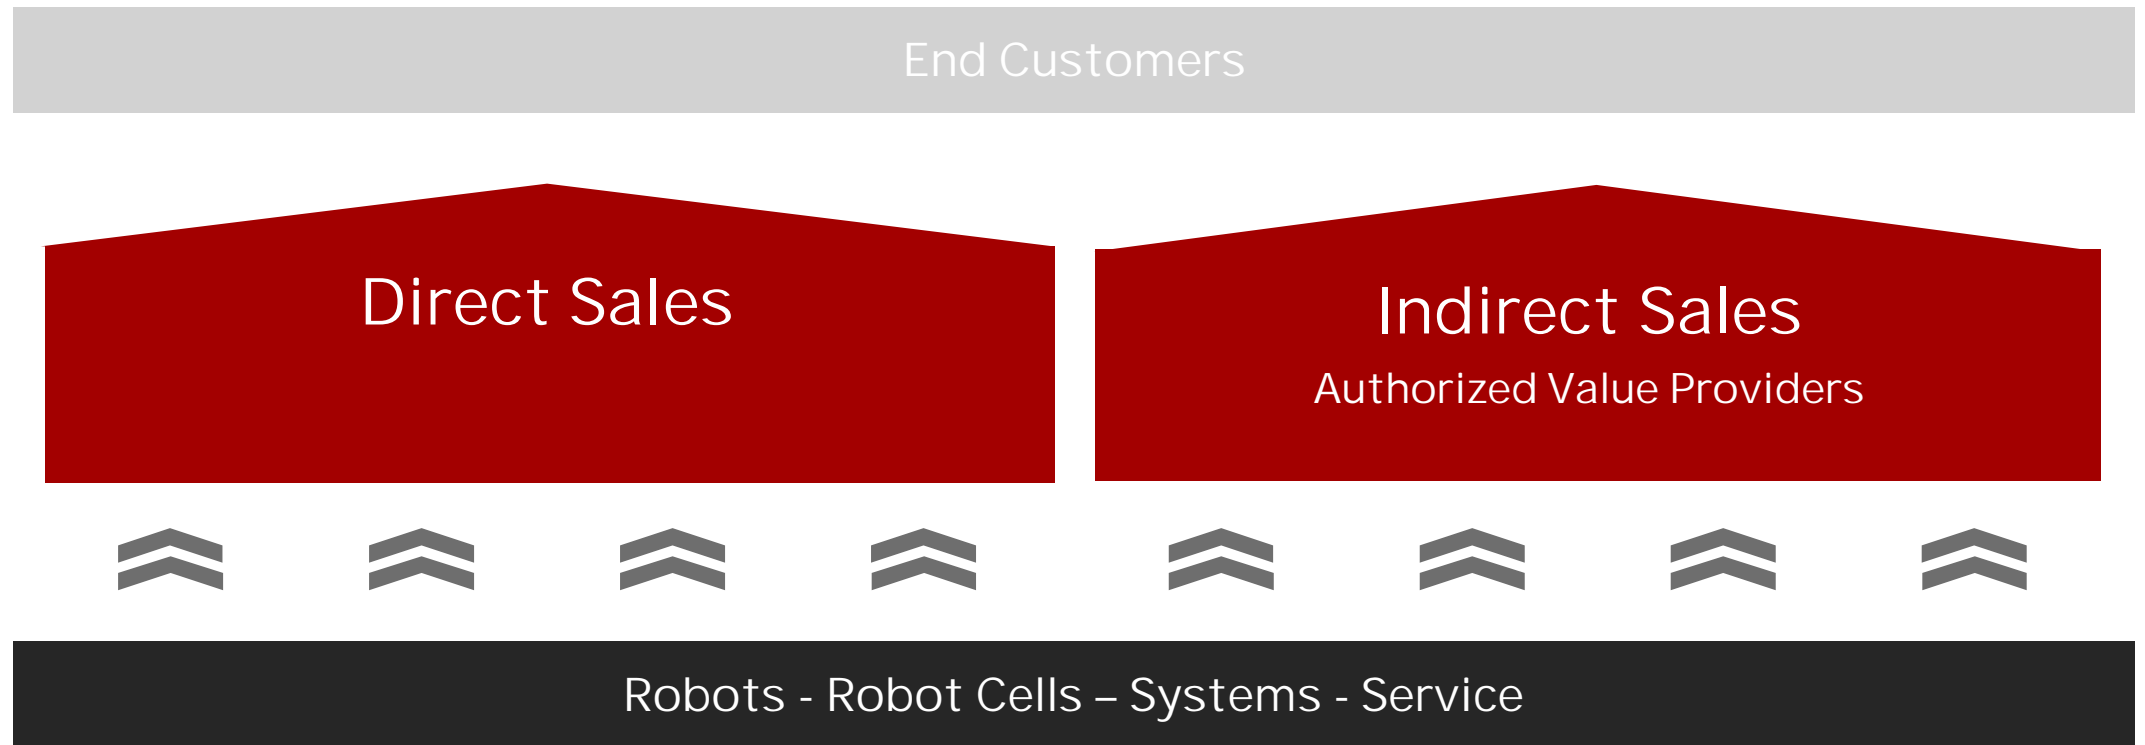 End Customers
Direct Sales
Indirect Sales
Authorized Value Providers
Robots - Robot Cells – Systems - Service